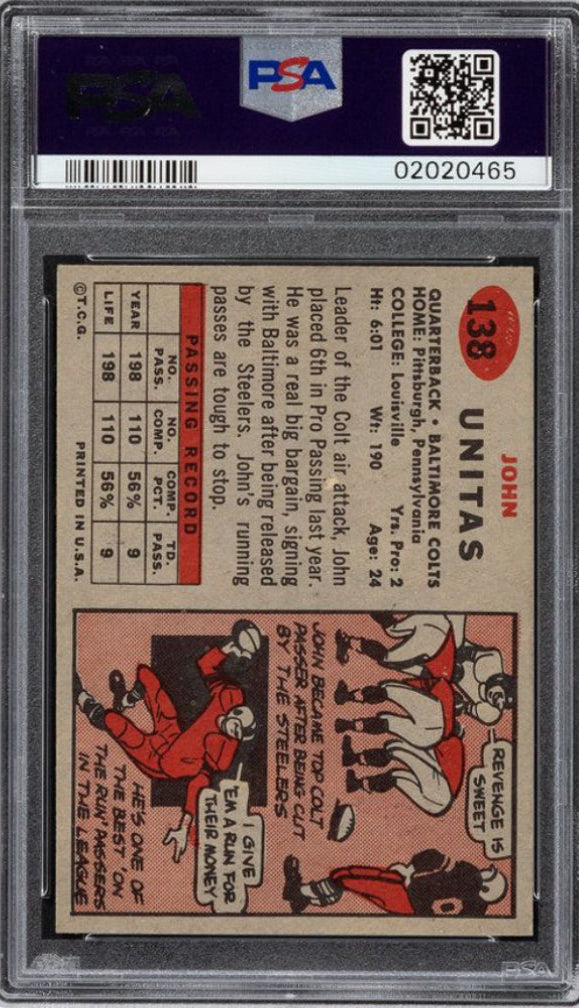 PSA
PSA
02020465
138
JOHN
UNITAS
QUARTERBACK • BALTIMORE COLTS
HOME: Pittsburgh, Pennsylvania
COLLEGE: Louisville Yrs. Pro: 2
Ht: 6:01 Wt: 190 Age: 24
Leader of the Colt air attack, John
placed 6th in Pro Passing last year.
He was a real big bargain, signing
with Baltimore after being released
by the Steelers. John's running
passes are tough to stop.
PASSING RECORD
NO. PASS. NO. COMP. COMP. PCT. TD. PASS.
YEAR 198 110 56% 9
LIFE 198 110 56% 9
©T.C.G. PRINTED IN U.S.A.
REVENGE IS
SWEET
JOHN BECAME TOP COLT
PASSER AFTER BEING CUT
BY THE STEELERS
I GIVE
'EM A RUN FOR
THEIR MONEY
HE'S ONE OF
THE BEST 'ON
THE RUN' PASSERS
IN THE LEAGUE